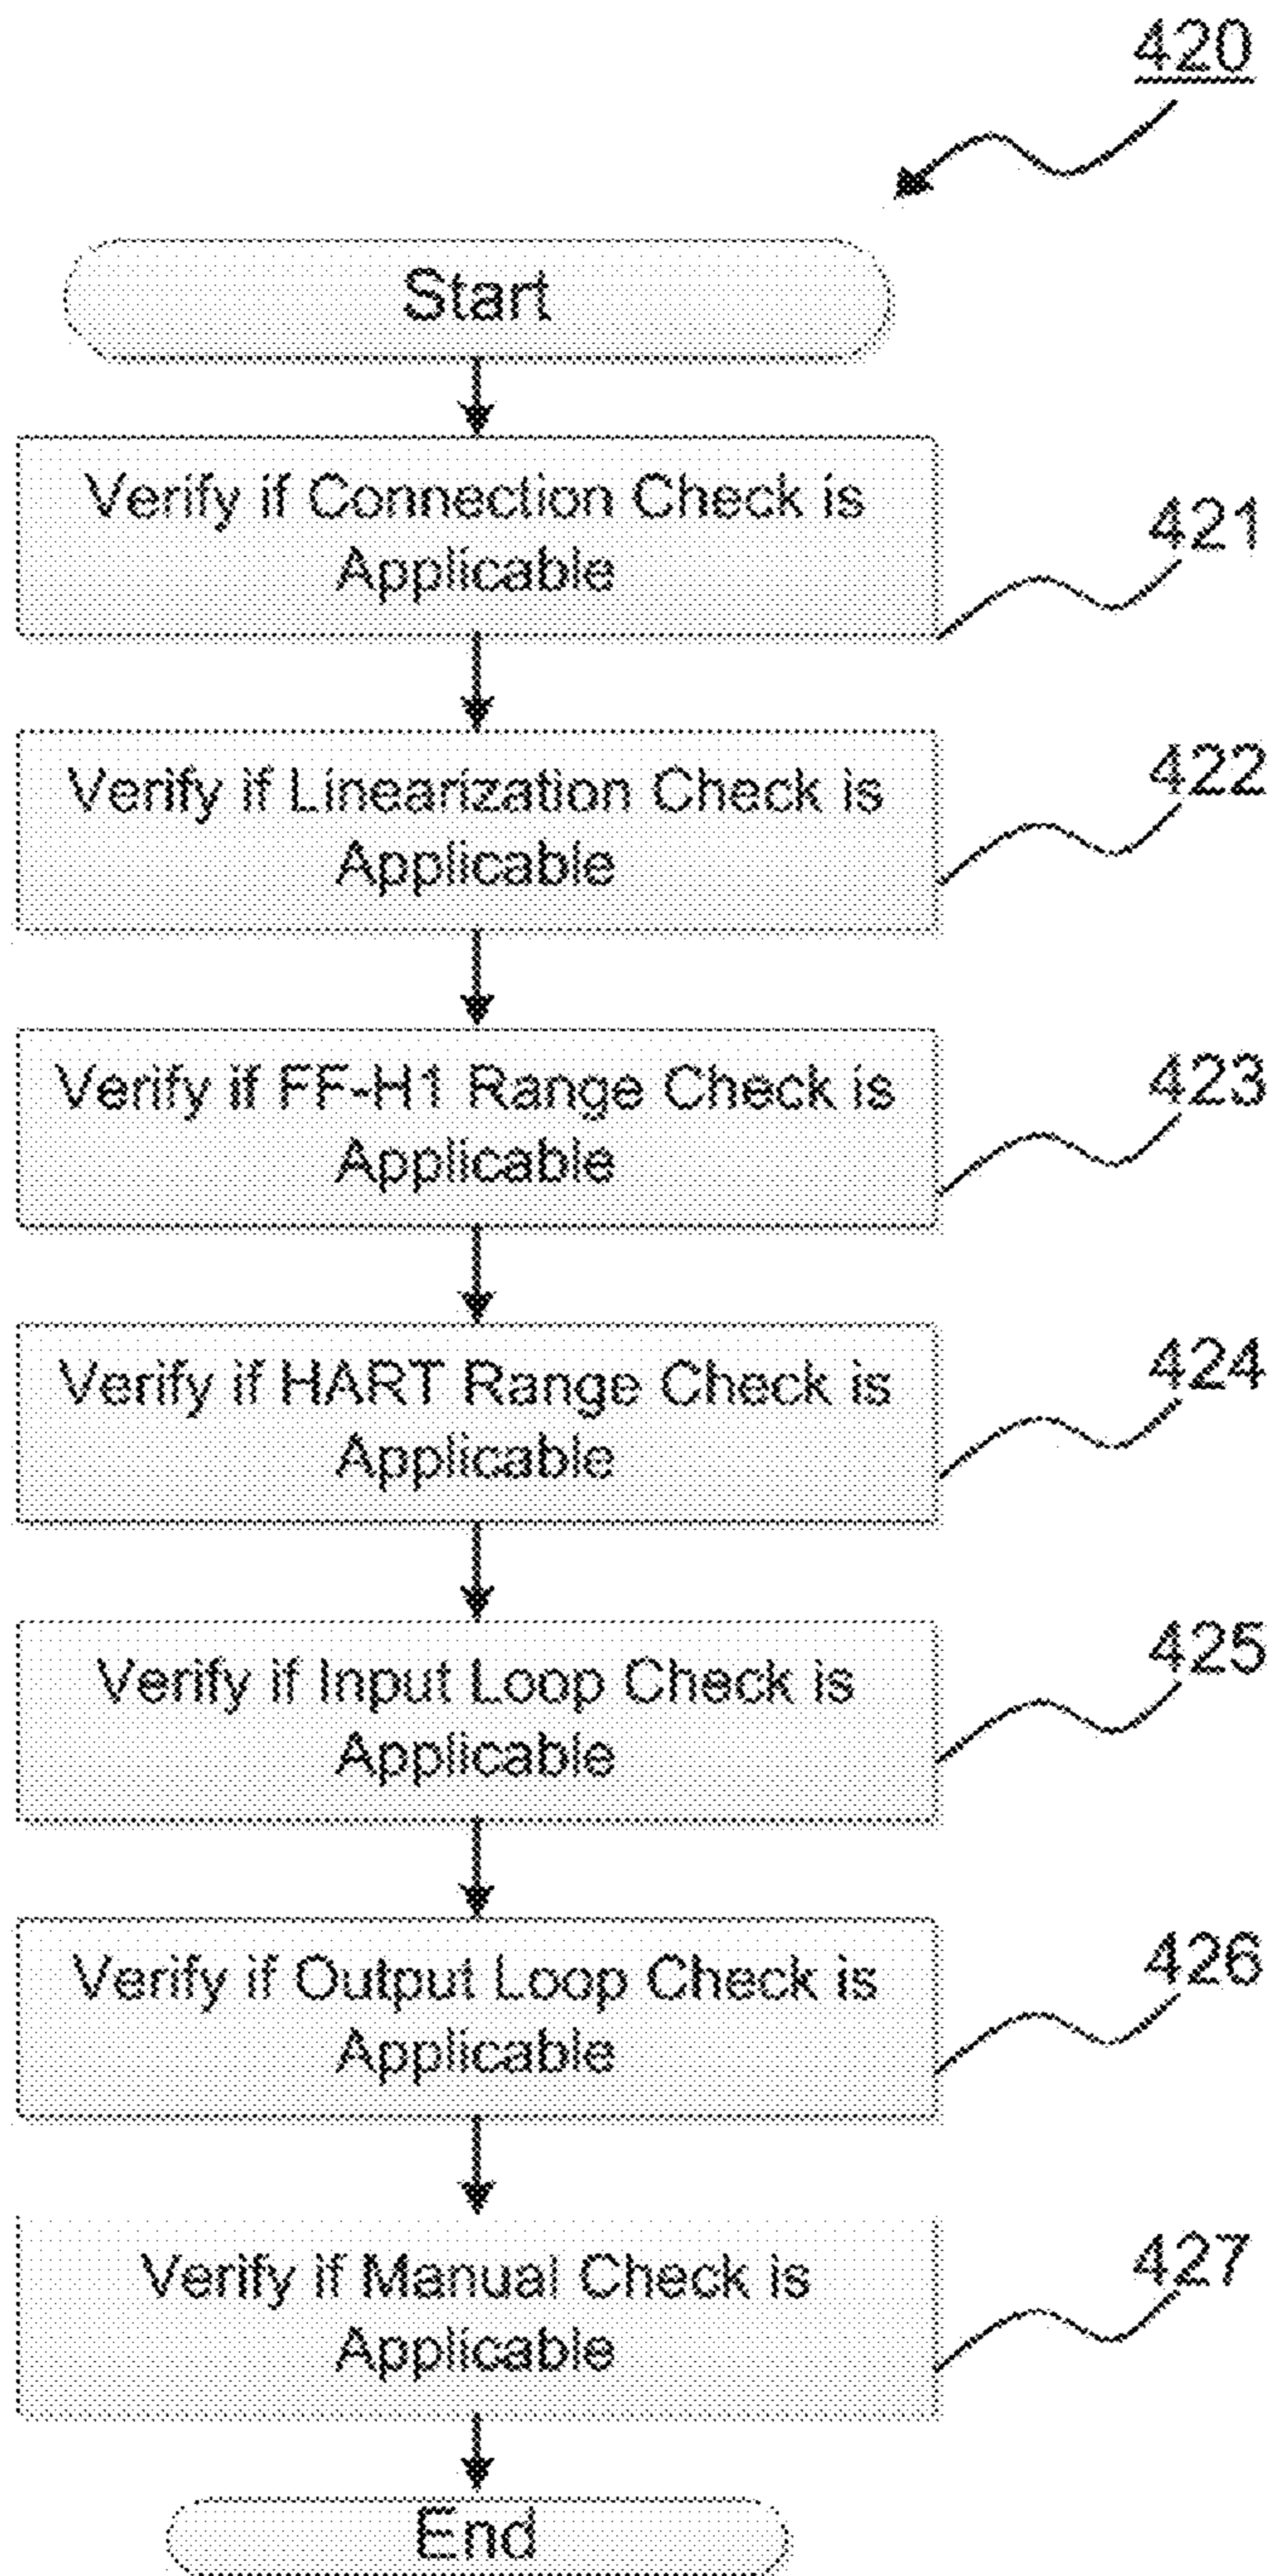 420
Start
Verify if Connection Check is
Applicable
421
Verify if Linearization Check is
Applicable
422
Verify if FF-H1 Range Check is
Applicable
423
Verify if HART Range Check is
Applicable
424
Verify if Input Loop Check is
Applicable
425
Verify if Output Loop Check is
Applicable
426
Verify if Manual Check is
Applicable
427
End